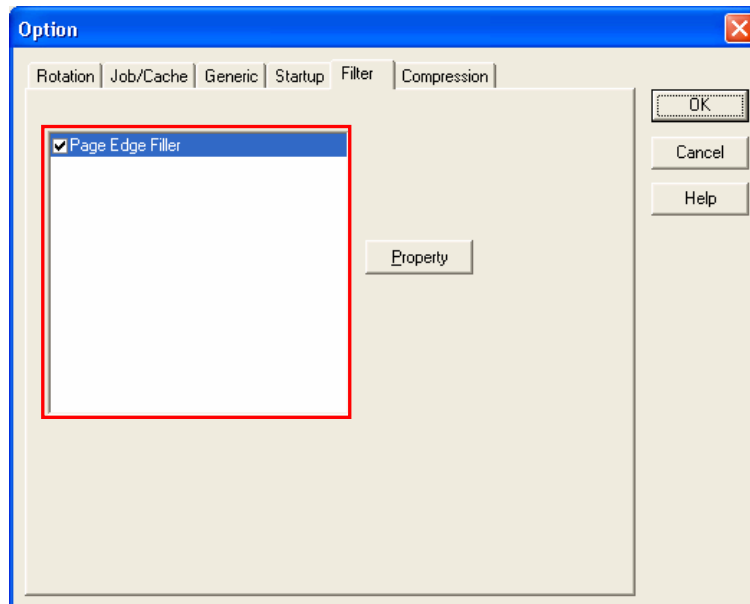 Option
Rotation Job/Cache Generic Startup Filter Compression
OK
Page Edge Filler
Cancel
Help
Property